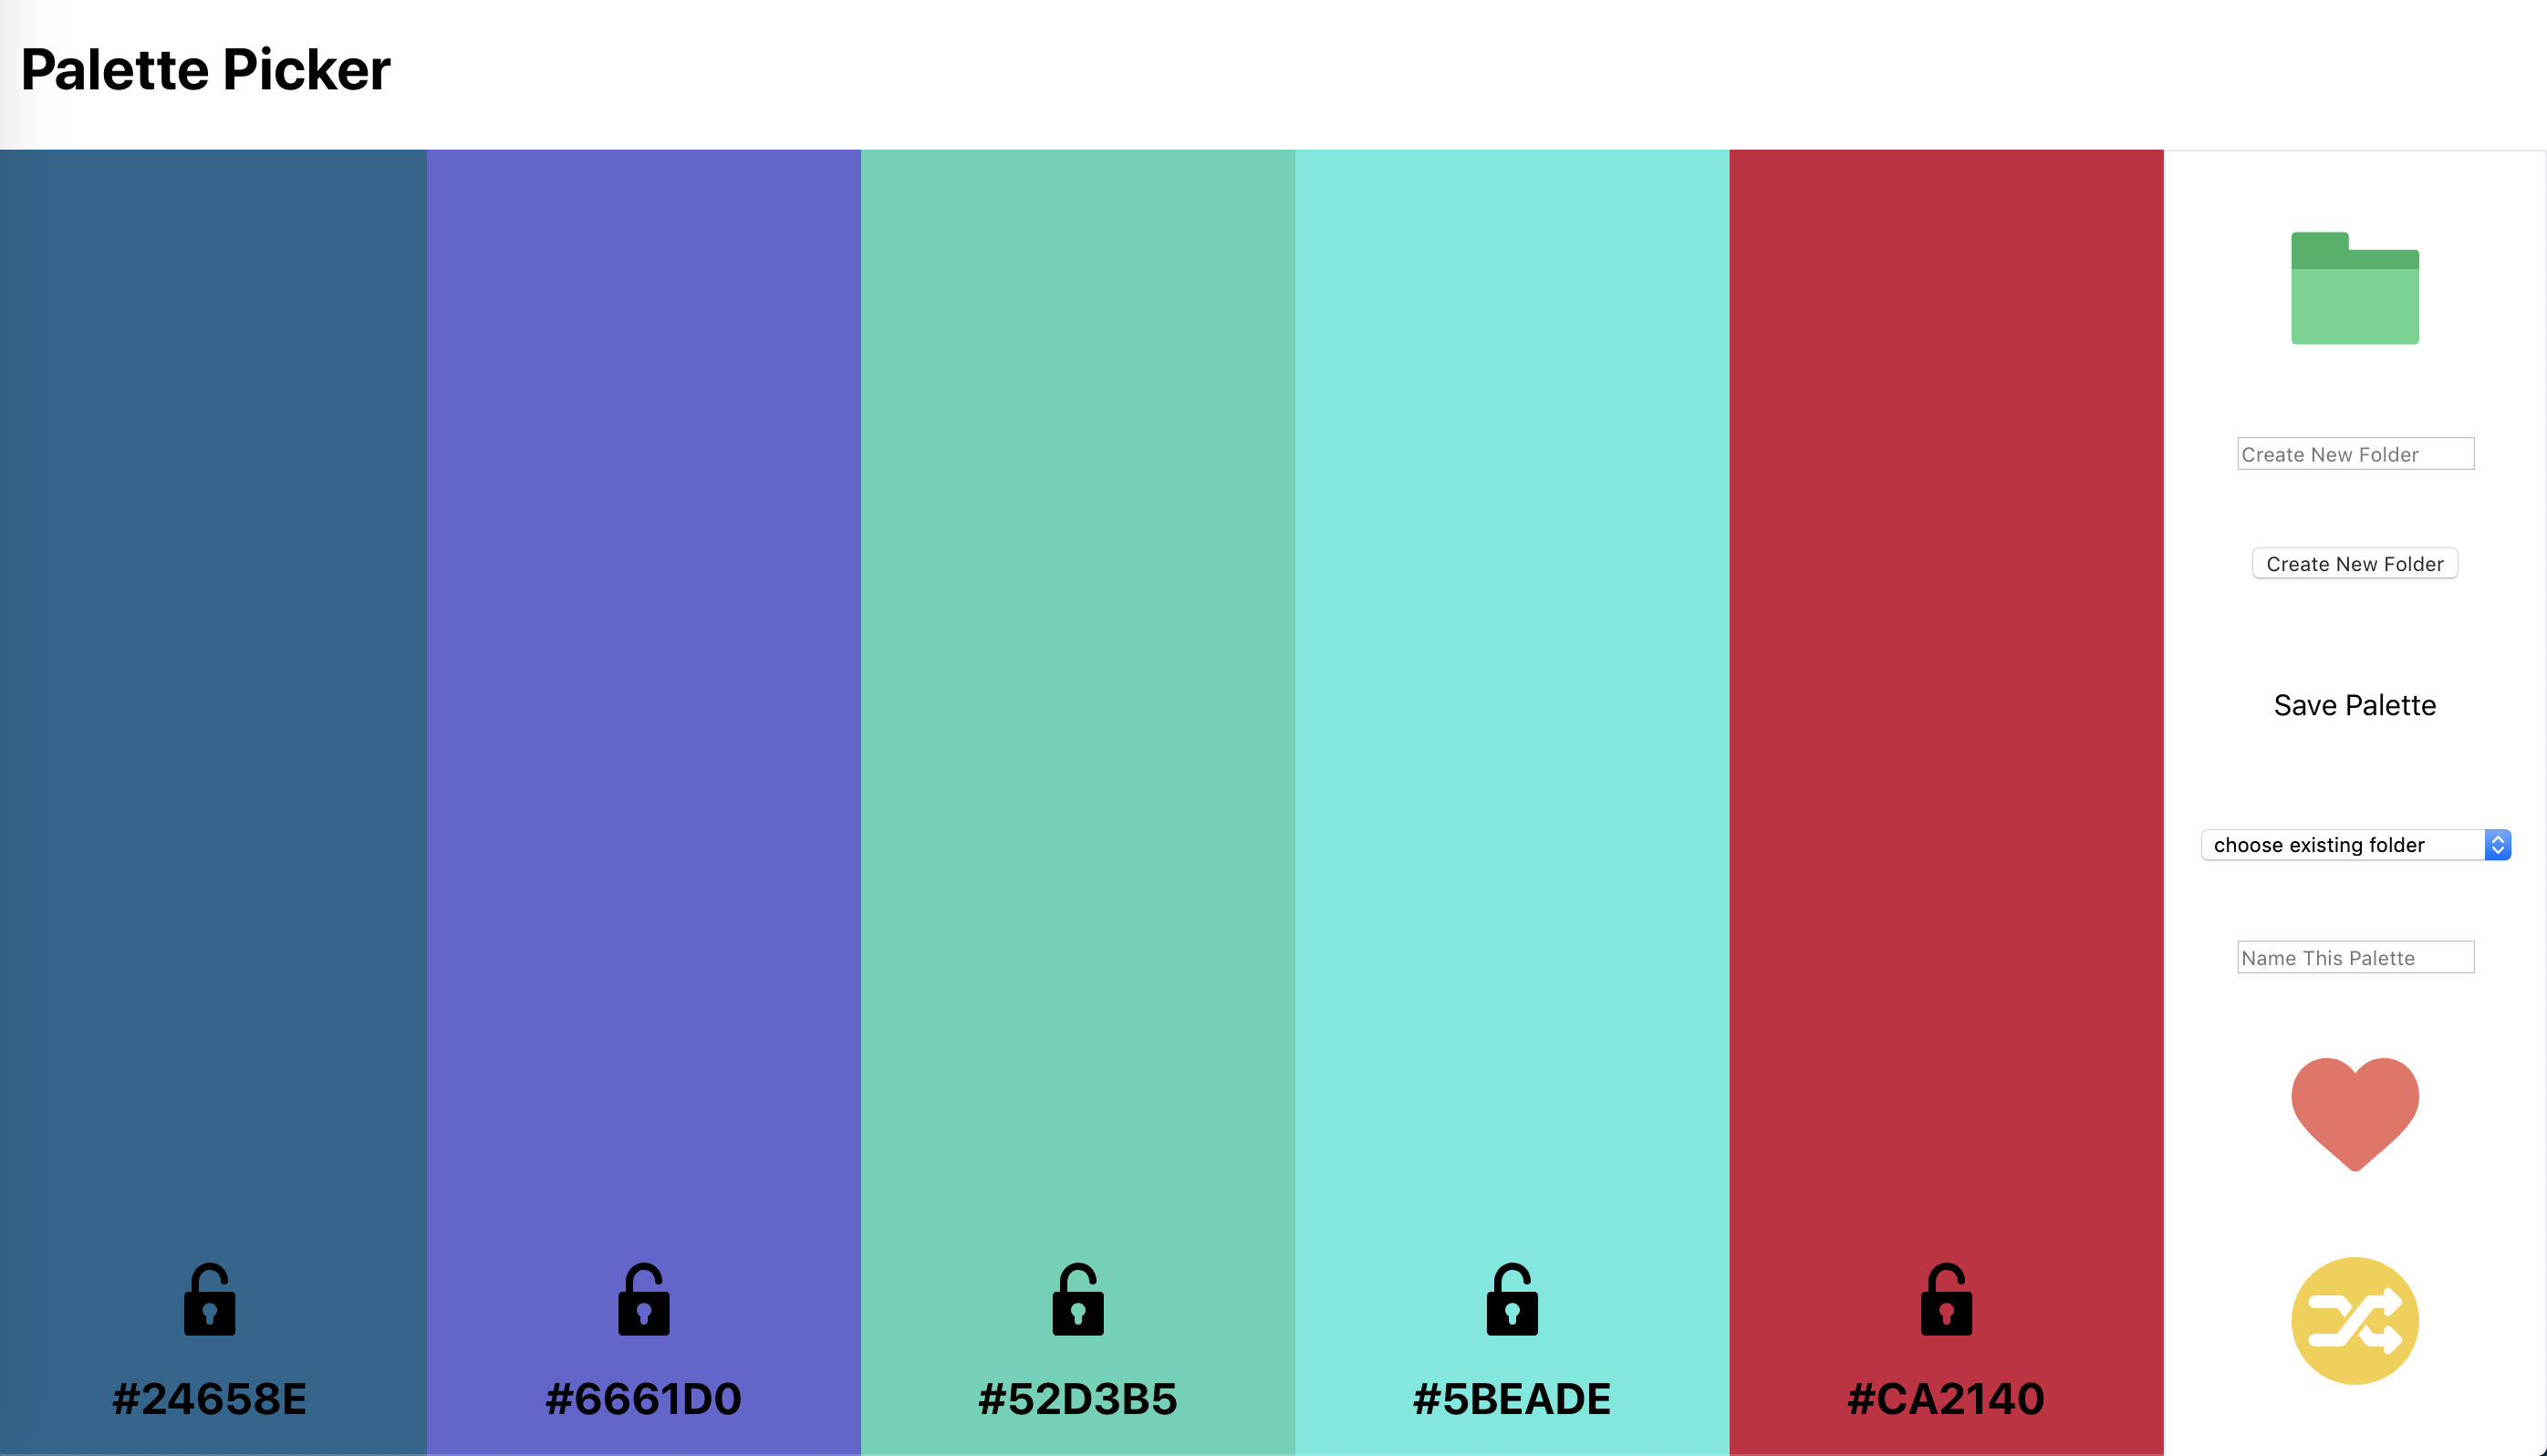 Palette Picker
#24658E
#6661D0
#52D3B5
#5BEADE
#CA2140
Create New Folder
Create New Folder
Save Palette
choose existing folder
Name This Palette